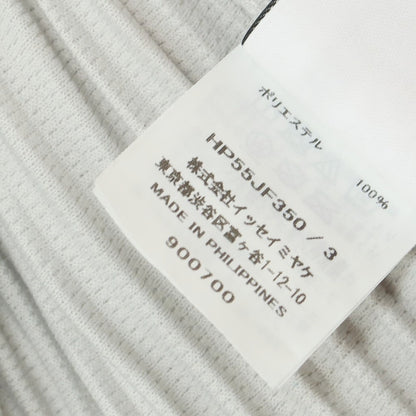 ポリエステル 100%
HP55JF350 / 3
株式会社イッセイミヤケ
東京都渋谷区富ヶ谷1-12-10
MADE IN PHILIPPINES
900700